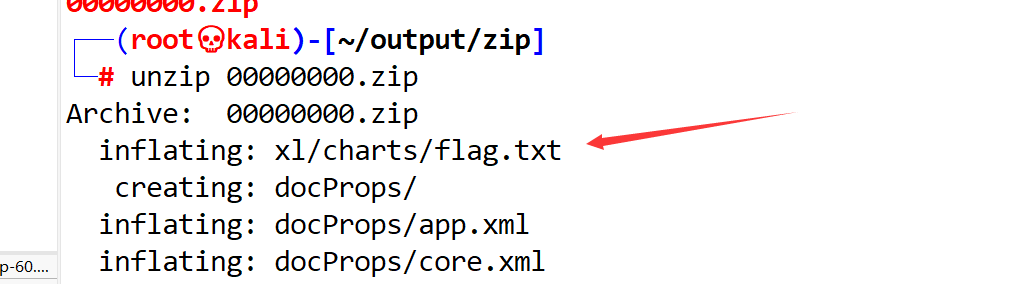 00000000.zip
(root💀kali)-[~/output/zip]
# unzip 00000000.zip
Archive:  00000000.zip
  inflating: xl/charts/flag.txt
   creating: docProps/
  inflating: docProps/app.xml
  inflating: docProps/core.xml
p-60....